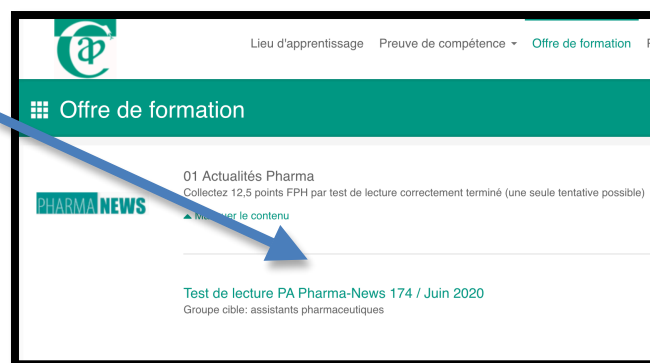 Lieu d'apprentissage Preuve de compétence Offre de formation
Offre de formation
01 Actualités Pharma
Collectez 12,5 points FPH par test de lecture correctement terminé (une seule tentative possible)
PHARMA NEWS
le contenu
Test de lecture PA Pharma-News 174 / Juin 2020
Groupe cible: assistants pharmaceutiques